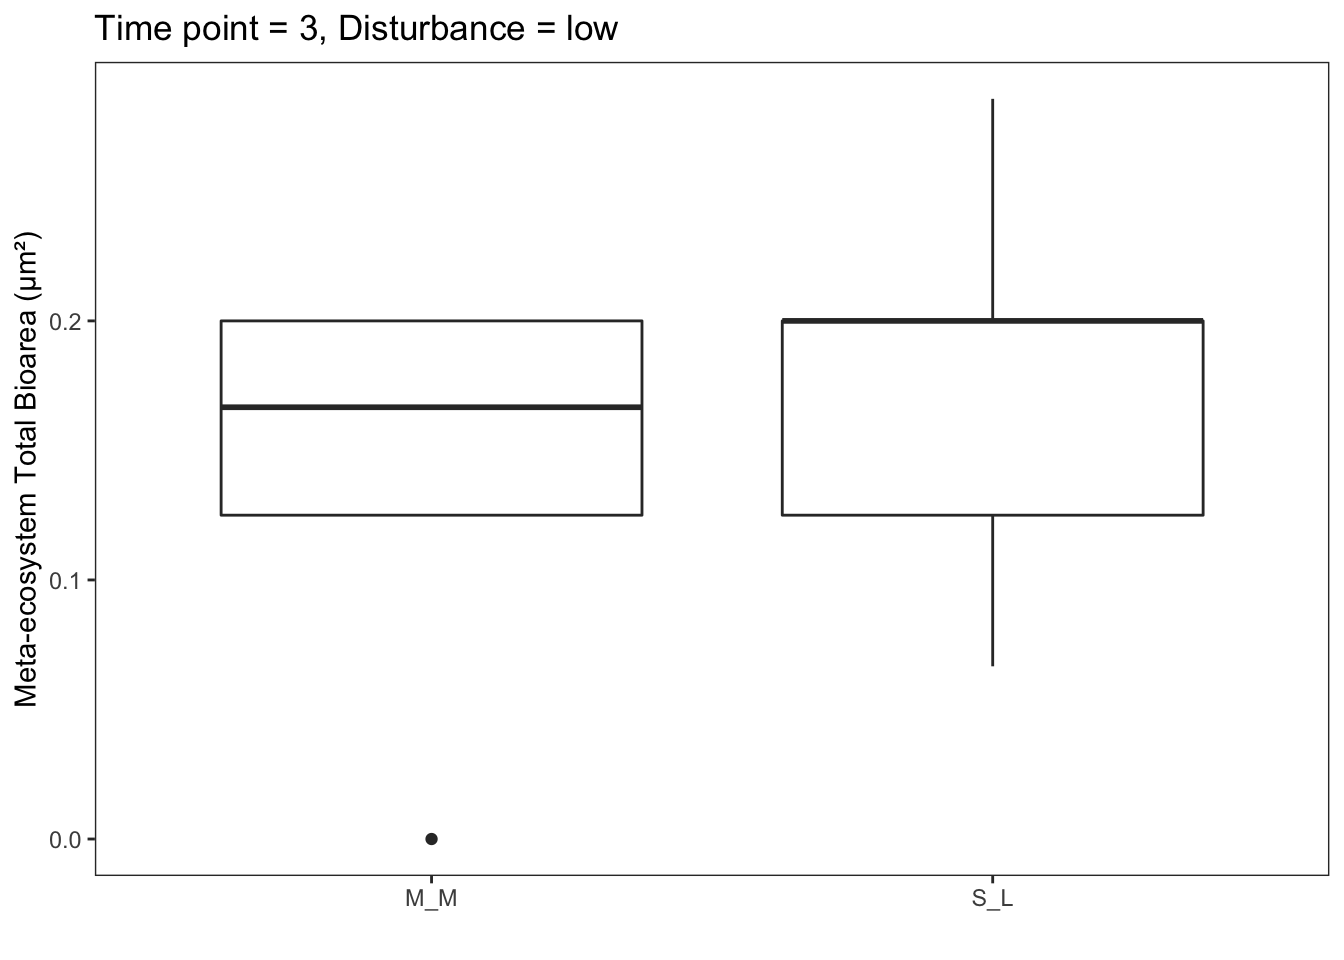 Time point = 3, Disturbance = low
Meta-ecosystem Total Bioarea (µm²)
0.2
0.1
0.0
M_M
S_L